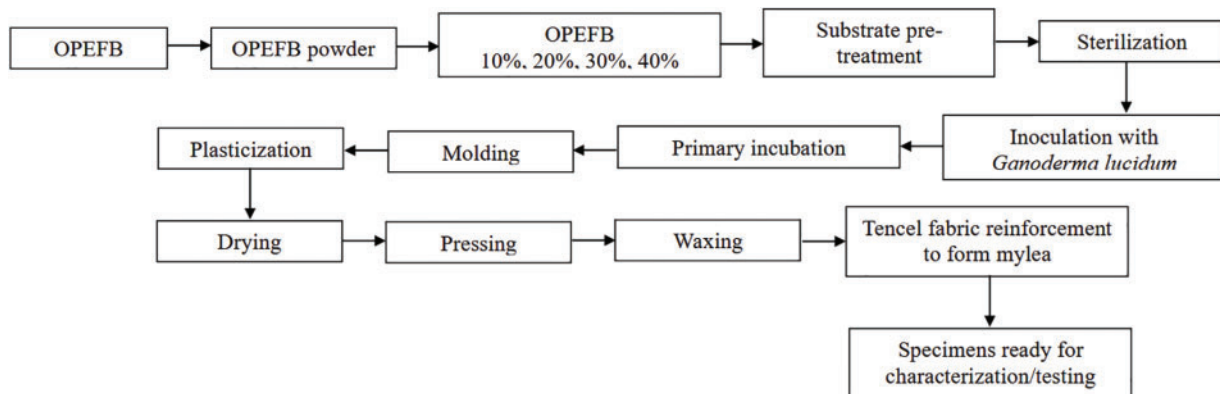 OPEFB
OPEFB powder
OPEFB
10%, 20%, 30%, 40%
Substrate pre-
treatment
Sterilization
Inoculation with
Ganoderma lucidum
Primary incubation
Molding
Plasticization
Drying
Pressing
Waxing
Tencel fabric reinforcement
to form mylea
Specimens ready for
characterization/testing